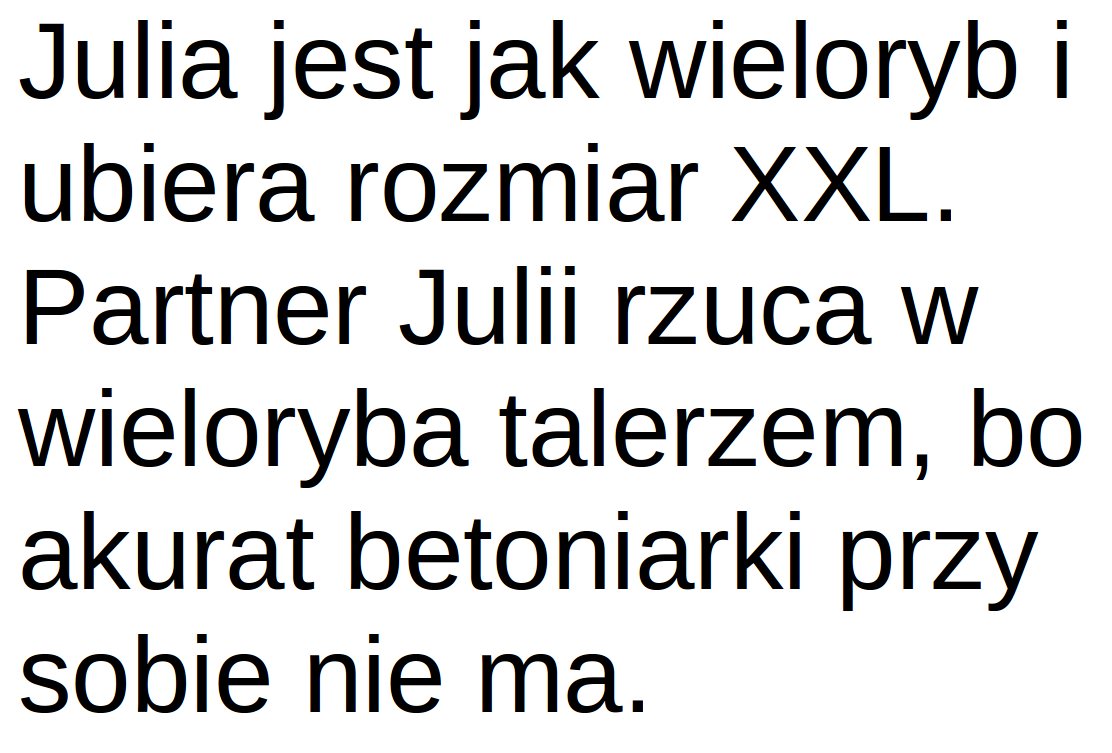 Julia jest jak wieloryb i
ubiera rozmiar XXL.
Partner Julii rzuca w
wieloryba talerzem, bo
akurat betoniarki przy
sobie nie ma.